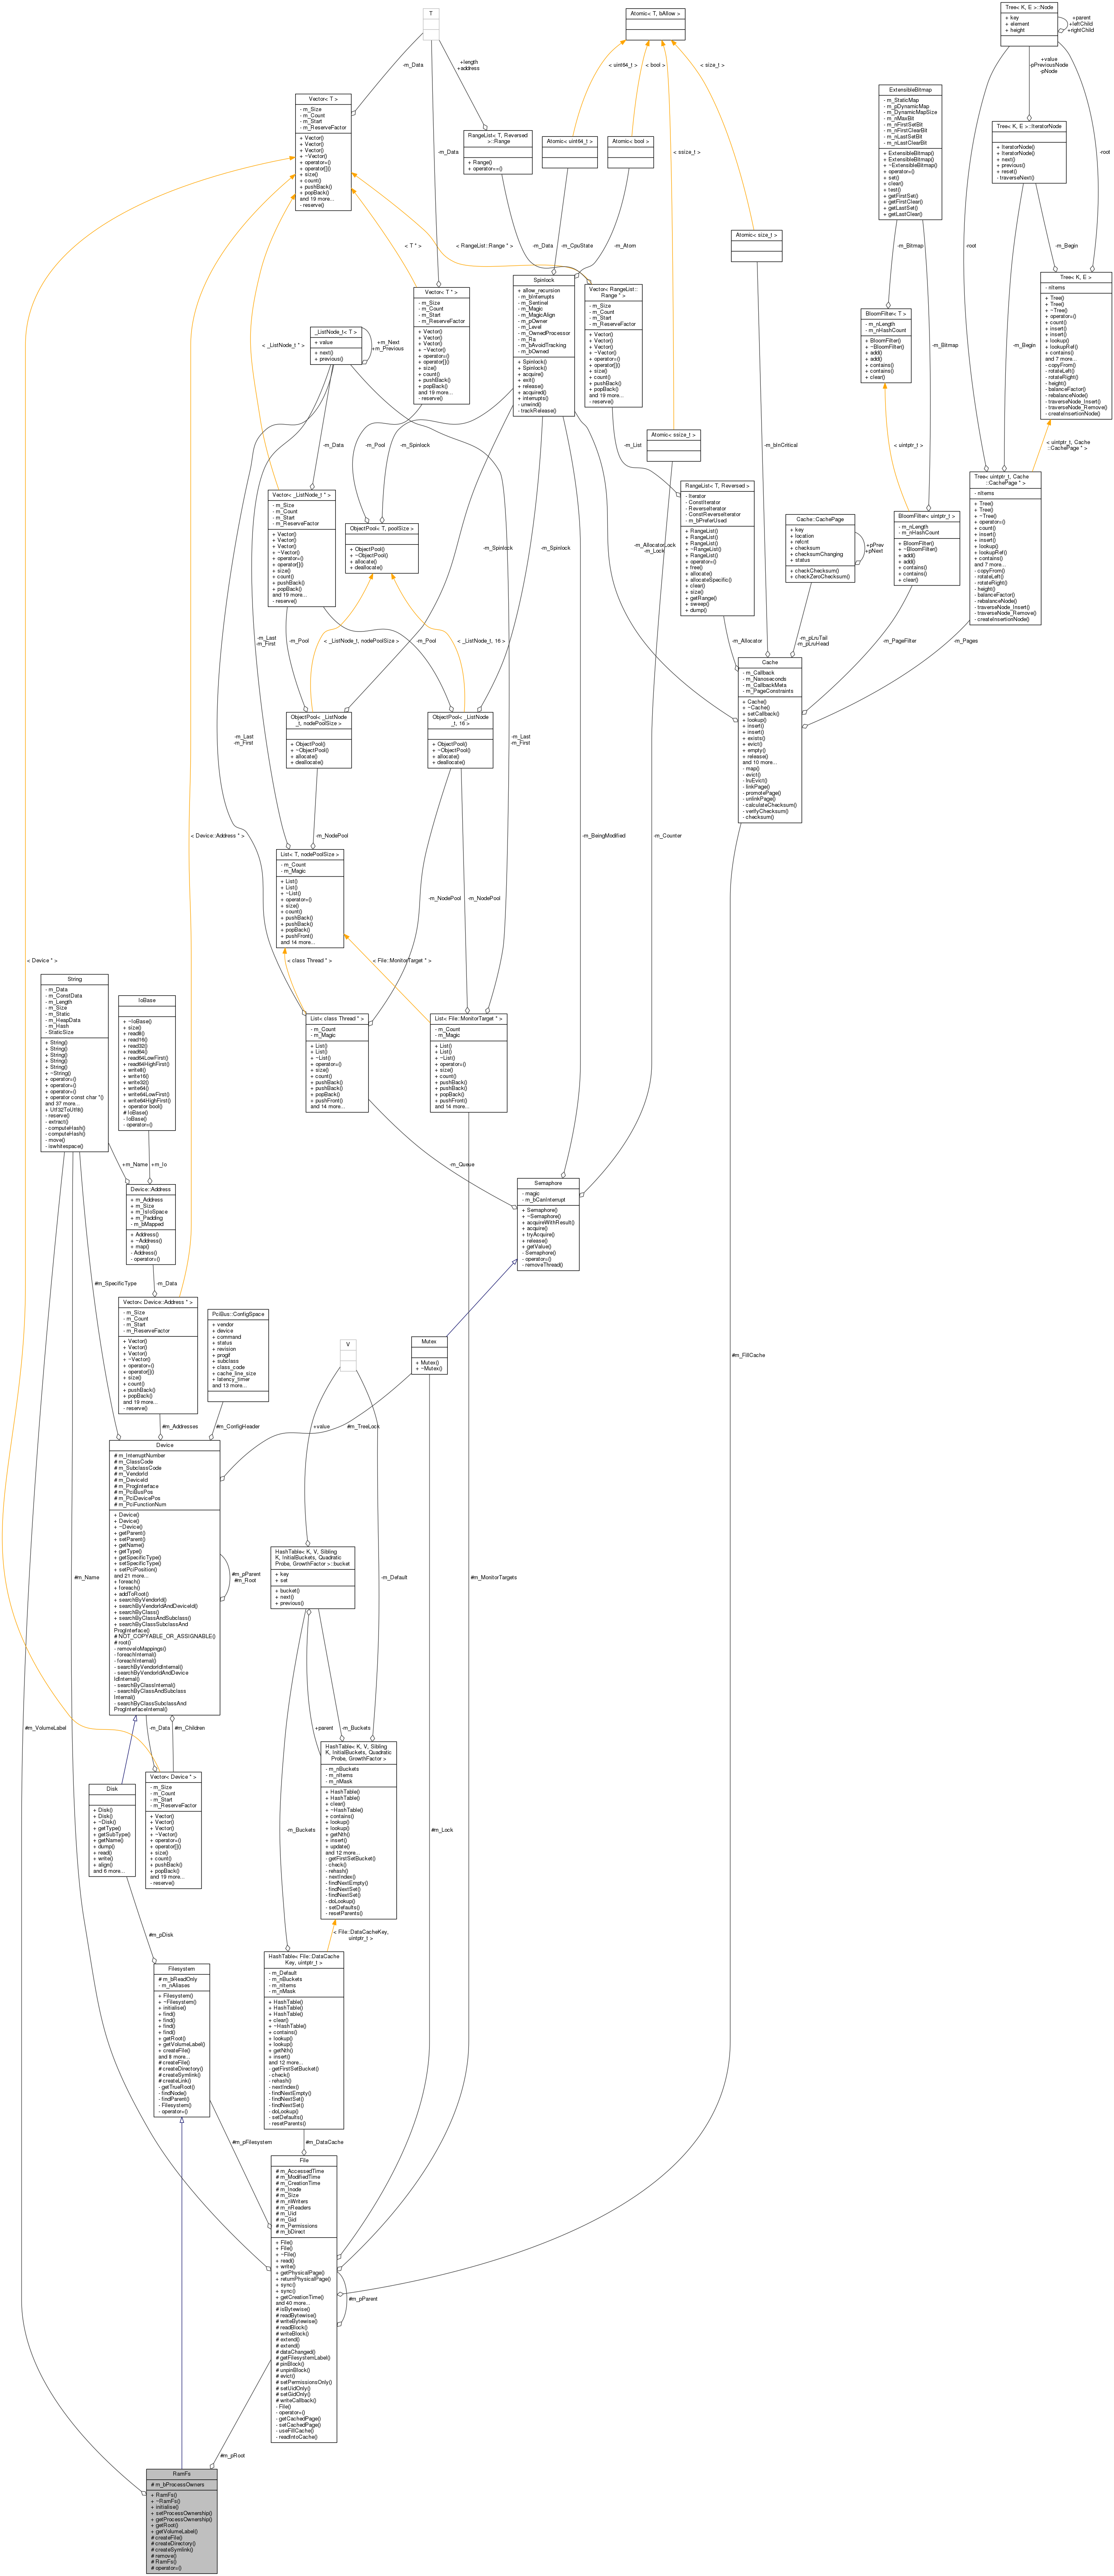 T
Atomic< T, bAllow >
Tree< K, E >::Node
+ key
+ element
+ height
+parent
+leftChild
+rightChild
+length
+address
-m_Data
< uint64_t >
< bool >
< size_t >
+value
-pPreviousNode
-pNode
Vector< T >
- m_Size
- m_Count
- m_Start
- m_ReserveFactor
+ Vector()
+ Vector()
+ Vector()
+ ~Vector()
+ operator=()
+ operator[]()
+ size()
+ count()
+ pushBack()
+ popBack()
and 19 more...
- reserve()
ExtensibleBitmap
- m_StaticMap
- m_pDynamicMap
- m_DynamicMapSize
- m_nMaxBit
- m_nFirstSetBit
- m_nFirstClearBit
- m_nLastSetBit
- m_nLastClearBit
+ ExtensibleBitmap()
+ ExtensibleBitmap()
+ ~ExtensibleBitmap()
+ operator=()
+ set()
+ clear()
+ test()
+ getFirstSet()
+ getFirstClear()
+ getLastSet()
+ getLastClear()
RangeList< T, Reversed
>::Range
+ Range()
+ operator==()
Atomic< uint64_t >
Atomic< bool >
Tree< K, E >::IteratorNode
+ IteratorNode()
+ IteratorNode()
+ next()
+ previous()
+ reset()
- traverseNext()
-m_Data
< ssize_t >
-root
Atomic< size_t >
< T * >
< RangeList::Range * >
-m_Data
-m_CpuState
-m_Atom
-m_Bitmap
-root
-m_Begin
Spinlock
+ allow_recursion
- m_bInterrupts
- m_Sentinel
- m_Magic
- m_MagicAlign
- m_pOwner
- m_Level
- m_OwnedProcessor
- m_Ra
- m_bAvoidTracking
- m_bOwned
+ Spinlock()
+ Spinlock()
+ acquire()
+ exit()
+ release()
+ acquired()
+ interrupts()
- unwind()
- trackRelease()
Vector< T * >
- m_Size
- m_Count
- m_Start
- m_ReserveFactor
+ Vector()
+ Vector()
+ Vector()
+ ~Vector()
+ operator=()
+ operator[]()
+ size()
+ count()
+ pushBack()
+ popBack()
and 19 more...
- reserve()
Vector< RangeList::
Range * >
- m_Size
- m_Count
- m_Start
- m_ReserveFactor
+ Vector()
+ Vector()
+ Vector()
+ ~Vector()
+ operator=()
+ operator[]()
+ size()
+ count()
+ pushBack()
+ popBack()
and 19 more...
- reserve()
Tree< K, E >
- nItems
+ Tree()
+ Tree()
+ ~Tree()
+ operator=()
+ count()
+ insert()
+ insert()
+ lookup()
+ lookupRef()
+ contains()
and 7 more...
- copyFrom()
- rotateLeft()
- rotateRight()
- height()
- balanceFactor()
- rebalanceNode()
- traverseNode_Insert()
- traverseNode_Remove()
- createInsertionNode()
BloomFilter< T >
- m_nLength
- m_nHashCount
+ BloomFilter()
+ ~BloomFilter()
+ add()
+ add()
+ contains()
+ contains()
+ clear()
_ListNode_t< T >
+ value
+ next()
+ previous()
+m_Next
+m_Previous
< _ListNode_t * >
-m_Bitmap
-m_Begin
Atomic< ssize_t >
-m_Data
-m_Pool
-m_Spinlock
-m_List
-m_bInCritical
< uintptr_t >
< uintptr_t, Cache
::CachePage * >
Tree< uintptr_t, Cache
::CachePage * >
- nItems
+ Tree()
+ Tree()
+ ~Tree()
+ operator=()
+ count()
+ insert()
+ insert()
+ lookup()
+ lookupRef()
+ contains()
and 7 more...
- copyFrom()
- rotateLeft()
- rotateRight()
- height()
- balanceFactor()
- rebalanceNode()
- traverseNode_Insert()
- traverseNode_Remove()
- createInsertionNode()
RangeList< T, Reversed >
- Iterator
- ConstIterator
- ReverseIterator
- ConstReverseIterator
- m_bPreferUsed
+ RangeList()
+ RangeList()
+ RangeList()
+ ~RangeList()
+ RangeList()
+ operator=()
+ free()
+ allocate()
+ allocateSpecific()
+ clear()
+ size()
+ getRange()
+ sweep()
+ dump()
Vector< _ListNode_t * >
- m_Size
- m_Count
- m_Start
- m_ReserveFactor
+ Vector()
+ Vector()
+ Vector()
+ ~Vector()
+ operator=()
+ operator[]()
+ size()
+ count()
+ pushBack()
+ popBack()
and 19 more...
- reserve()
Cache::CachePage
+ key
+ location
+ refcnt
+ checksum
+ checksumChanging
+ status
+ checkChecksum()
+ checkZeroChecksum()
+pPrev
+pNext
BloomFilter< uintptr_t >
- m_nLength
- m_nHashCount
+ BloomFilter()
+ ~BloomFilter()
+ add()
+ add()
+ contains()
+ contains()
+ clear()
ObjectPool< T, poolSize >
+ ObjectPool()
+ ~ObjectPool()
+ allocate()
+ deallocate()
-m_Spinlock
-m_Spinlock
-m_AllocatorLock
-m_Lock
-m_Last
-m_First
-m_Pool
< _ListNode_t, nodePoolSize >
-m_Pool
< _ListNode_t, 16 >
-m_Allocator
-m_pLruTail
-m_pLruHead
-m_PageFilter
-m_Pages
Cache
- m_Callback
- m_Nanoseconds
- m_CallbackMeta
- m_PageConstraints
+ Cache()
+ ~Cache()
+ setCallback()
+ lookup()
+ insert()
+ insert()
+ exists()
+ evict()
+ empty()
+ release()
and 10 more...
- map()
- evict()
- lruEvict()
- linkPage()
- promotePage()
- unlinkPage()
- calculateChecksum()
- verifyChecksum()
- checksum()
ObjectPool< _ListNode
_t, nodePoolSize >
+ ObjectPool()
+ ~ObjectPool()
+ allocate()
+ deallocate()
ObjectPool< _ListNode
_t, 16 >
+ ObjectPool()
+ ~ObjectPool()
+ allocate()
+ deallocate()
-m_Last
-m_First
-m_Last
-m_First
< Device::Address * >
-m_NodePool
-m_BeingModified
-m_Counter
List< T, nodePoolSize >
- m_Count
- m_Magic
+ List()
+ List()
+ ~List()
+ operator=()
+ size()
+ count()
+ pushBack()
+ pushBack()
+ popBack()
+ pushFront()
and 14 more...
-m_NodePool
-m_NodePool
< Device * >
< class Thread * >
< File::MonitorTarget * >
String
- m_Data
- m_ConstData
- m_Length
- m_Size
- m_Static
- m_HeapData
- m_Hash
- StaticSize
+ String()
+ String()
+ String()
+ String()
+ String()
+ ~String()
+ operator=()
+ operator=()
+ operator=()
+ operator const char *()
and 37 more...
+ Utf32ToUtf8()
- reserve()
- extract()
- computeHash()
- computeHash()
- move()
- iswhitespace()
IoBase
+ ~IoBase()
+ size()
+ read8()
+ read16()
+ read32()
+ read64()
+ read64LowFirst()
+ read64HighFirst()
+ write8()
+ write16()
+ write32()
+ write64()
+ write64LowFirst()
+ write64HighFirst()
+ operator bool()
# IoBase()
- IoBase()
- operator=()
List< class Thread * >
- m_Count
- m_Magic
+ List()
+ List()
+ ~List()
+ operator=()
+ size()
+ count()
+ pushBack()
+ pushBack()
+ popBack()
+ pushFront()
and 14 more...
List< File::MonitorTarget * >
- m_Count
- m_Magic
+ List()
+ List()
+ ~List()
+ operator=()
+ size()
+ count()
+ pushBack()
+ pushBack()
+ popBack()
+ pushFront()
and 14 more...
+m_Name
+m_Io
-m_Queue
Device::Address
+ m_Address
+ m_Size
+ m_IsIoSpace
+ m_Padding
- m_bMapped
+ Address()
+ ~Address()
+ map()
- Address()
- operator=()
Semaphore
- magic
- m_bCanInterrupt
+ Semaphore()
+ ~Semaphore()
+ acquireWithResult()
+ acquire()
+ tryAcquire()
+ release()
+ getValue()
- Semaphore()
- operator=()
- removeThread()
#m_SpecificType
-m_Data
Vector< Device::Address * >
- m_Size
- m_Count
- m_Start
- m_ReserveFactor
+ Vector()
+ Vector()
+ Vector()
+ ~Vector()
+ operator=()
+ operator[]()
+ size()
+ count()
+ pushBack()
+ popBack()
and 19 more...
- reserve()
PciBus::ConfigSpace
+ vendor
+ device
+ command
+ status
+ revision
+ progif
+ subclass
+ class_code
+ cache_line_size
+ latency_timer
and 13 more...
V
Mutex
+ Mutex()
+ ~Mutex()
#m_FillCache
#m_Addresses
#m_ConfigHeader
+value
#m_TreeLock
Device
# m_InterruptNumber
# m_ClassCode
# m_SubclassCode
# m_VendorId
# m_DeviceId
# m_ProgInterface
# m_PciBusPos
# m_PciDevicePos
# m_PciFunctionNum
+ Device()
+ Device()
+ ~Device()
+ getParent()
+ setParent()
+ getName()
+ getType()
+ getSpecificType()
+ setSpecificType()
+ setPciPosition()
and 21 more...
+ foreach()
+ foreach()
+ addToRoot()
+ searchByVendorId()
+ searchByVendorIdAndDeviceId()
+ searchByClass()
+ searchByClassAndSubclass()
+ searchByClassSubclassAnd
ProgInterface()
# NOT_COPYABLE_OR_ASSIGNABLE()
# root()
- removeIoMappings()
- foreachInternal()
- foreachInternal()
- searchByVendorIdInternal()
- searchByVendorIdAndDevice
IdInternal()
- searchByClassInternal()
- searchByClassAndSubclass
Internal()
- searchByClassSubclassAnd
ProgInterfaceInternal()
#m_pParent
#m_Root
HashTable< K, V, Sibling
K, InitialBuckets, Quadratic
Probe, GrowthFactor >::bucket
+ key
+ set
+ bucket()
+ next()
+ previous()
#m_Name
-m_Default
#m_MonitorTargets
#m_VolumeLabel
-m_Data
#m_Children
+parent
-m_Buckets
HashTable< K, V, Sibling
K, InitialBuckets, Quadratic
Probe, GrowthFactor >
- m_nBuckets
- m_nItems
- m_nMask
+ HashTable()
+ HashTable()
+ clear()
+ ~HashTable()
+ contains()
+ lookup()
+ lookup()
+ getNth()
+ insert()
+ update()
and 12 more...
- getFirstSetBucket()
- check()
- rehash()
- nextIndex()
- findNextEmpty()
- findNextSet()
- findNextSet()
- doLookup()
- setDefaults()
- resetParents()
Disk
+ Disk()
+ Disk()
+ ~Disk()
+ getType()
+ getSubType()
+ getName()
+ dump()
+ read()
+ write()
+ align()
and 6 more...
Vector< Device * >
- m_Size
- m_Count
- m_Start
- m_ReserveFactor
+ Vector()
+ Vector()
+ Vector()
+ ~Vector()
+ operator=()
+ operator[]()
+ size()
+ count()
+ pushBack()
+ popBack()
and 19 more...
- reserve()
-m_Buckets
#m_Lock
#m_pDisk
< File::DataCacheKey,
uintptr_t >
Filesystem
# m_bReadOnly
- m_nAliases
+ Filesystem()
+ ~Filesystem()
+ initialise()
+ find()
+ find()
+ find()
+ find()
+ getRoot()
+ getVolumeLabel()
+ createFile()
and 8 more...
# createFile()
# createDirectory()
# createSymlink()
# createLink()
- getTrueRoot()
- findNode()
- findParent()
- Filesystem()
- operator=()
HashTable< File::DataCache
Key, uintptr_t >
- m_Default
- m_nBuckets
- m_nItems
- m_nMask
+ HashTable()
+ HashTable()
+ HashTable()
+ clear()
+ ~HashTable()
+ contains()
+ lookup()
+ lookup()
+ getNth()
+ insert()
and 12 more...
- getFirstSetBucket()
- check()
- rehash()
- nextIndex()
- findNextEmpty()
- findNextSet()
- findNextSet()
- doLookup()
- setDefaults()
- resetParents()
#m_pFilesystem
#m_DataCache
File
# m_AccessedTime
# m_ModifiedTime
# m_CreationTime
# m_Inode
# m_Size
# m_nWriters
# m_nReaders
# m_Uid
# m_Gid
# m_Permissions
# m_bDirect
+ File()
+ File()
+ ~File()
+ read()
+ write()
+ getPhysicalPage()
+ returnPhysicalPage()
+ sync()
+ sync()
+ getCreationTime()
and 40 more...
# isBytewise()
# readBytewise()
# writeBytewise()
# readBlock()
# writeBlock()
# extend()
# extend()
# dataChanged()
# getFilesystemLabel()
# pinBlock()
# unpinBlock()
# evict()
# setPermissionsOnly()
# setUidOnly()
# setGidOnly()
# writeCallback()
- File()
- operator=()
- getCachedPage()
- setCachedPage()
- useFillCache()
- readIntoCache()
#m_pParent
#m_pRoot
RamFs
# m_bProcessOwners
+ RamFs()
+ ~RamFs()
+ initialise()
+ setProcessOwnership()
+ getProcessOwnership()
+ getRoot()
+ getVolumeLabel()
# createFile()
# createDirectory()
# createSymlink()
# remove()
# RamFs()
# operator=()